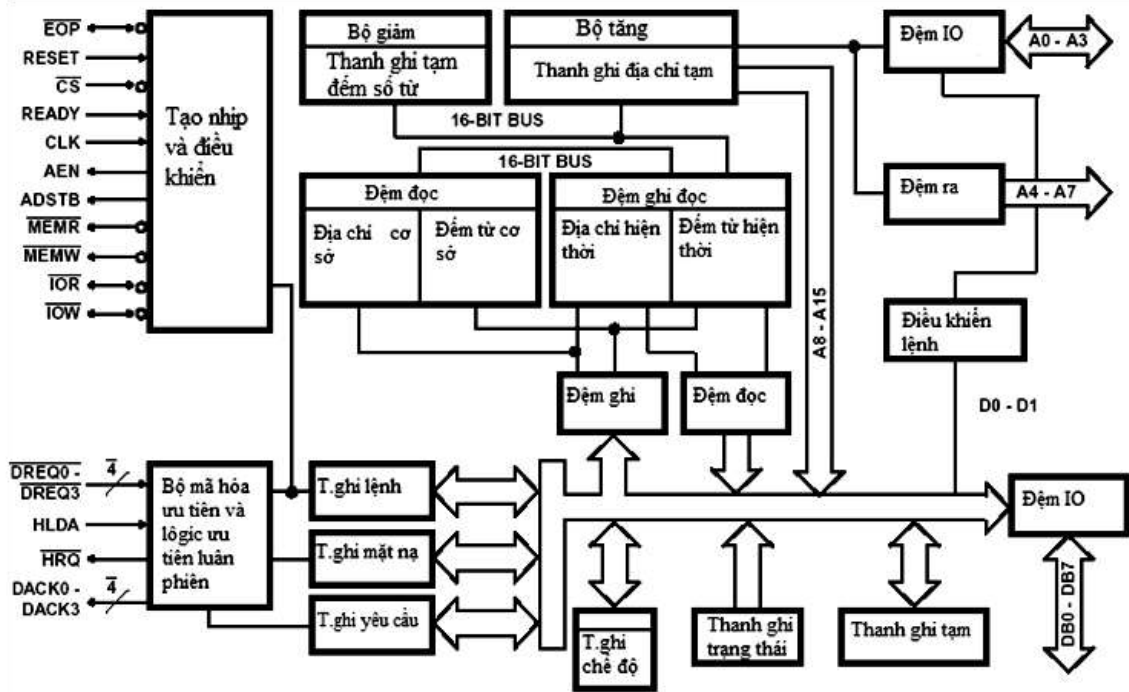 EOP
RESET
CS
READY
CLK
AEN
ADSTB
MEMR
MEMW
IOR
IOW
Tạo nhịp
và điều
khiển
Bộ giảm
Thanh ghi tạm
đếm số từ
Bộ tăng
Thanh ghi địa chỉ tạm
16-BIT BUS
16-BIT BUS
Đệm đọc
Địa chỉ cơ
sở
Đếm từ cơ
sở
Đệm ghi đọc
Địa chỉ hiện
thời
Đếm từ hiện
thời
Đệm ghi
Đệm đọc
A8 - A15
Đệm IO
A0 - A3
Đệm ra
A4 - A7
Điều khiển
lệnh
D0 - D1
DREQ0 -
DREQ3
4
HLDA
HRQ
DACK0 -
DACK3
4
Bộ mã hóa
ưu tiên và
lôgic ưu
tiên luân
phiên
T.ghi lệnh
T.ghi mặt nạ
T.ghi yêu cầu
T.ghi
chế độ
Thanh ghi
trạng thái
Thanh ghi tạm
Đệm IO
DB0 - DB7